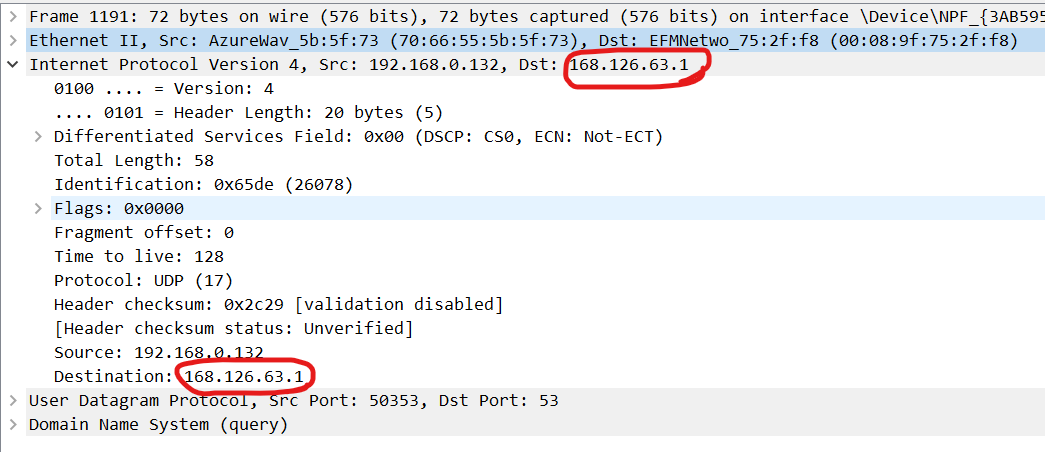 Frame 1191: 72 bytes on wire (576 bits), 72 bytes captured (576 bits) on interface \Device\NPF_{3AB595
Ethernet II, Src: AzureWav_5b:5f:73 (70:66:55:5b:5f:73), Dst: EFMNetwo_75:2f:f8 (00:08:9f:75:2f:f8)
Internet Protocol Version 4, Src: 192.168.0.132, Dst: 168.126.63.1
0100 .... = Version: 4
.... 0101 = Header Length: 20 bytes (5)
Differentiated Services Field: 0x00 (DSCP: CS0, ECN: Not-ECT)
Total Length: 58
Identification: 0x65de (26078)
Flags: 0x0000
Fragment offset: 0
Time to live: 128
Protocol: UDP (17)
Header checksum: 0x2c29 [validation disabled]
[Header checksum status: Unverified]
Source: 192.168.0.132
Destination: 168.126.63.1
User Datagram Protocol, Src Port: 50353, Dst Port: 53
Domain Name System (query)